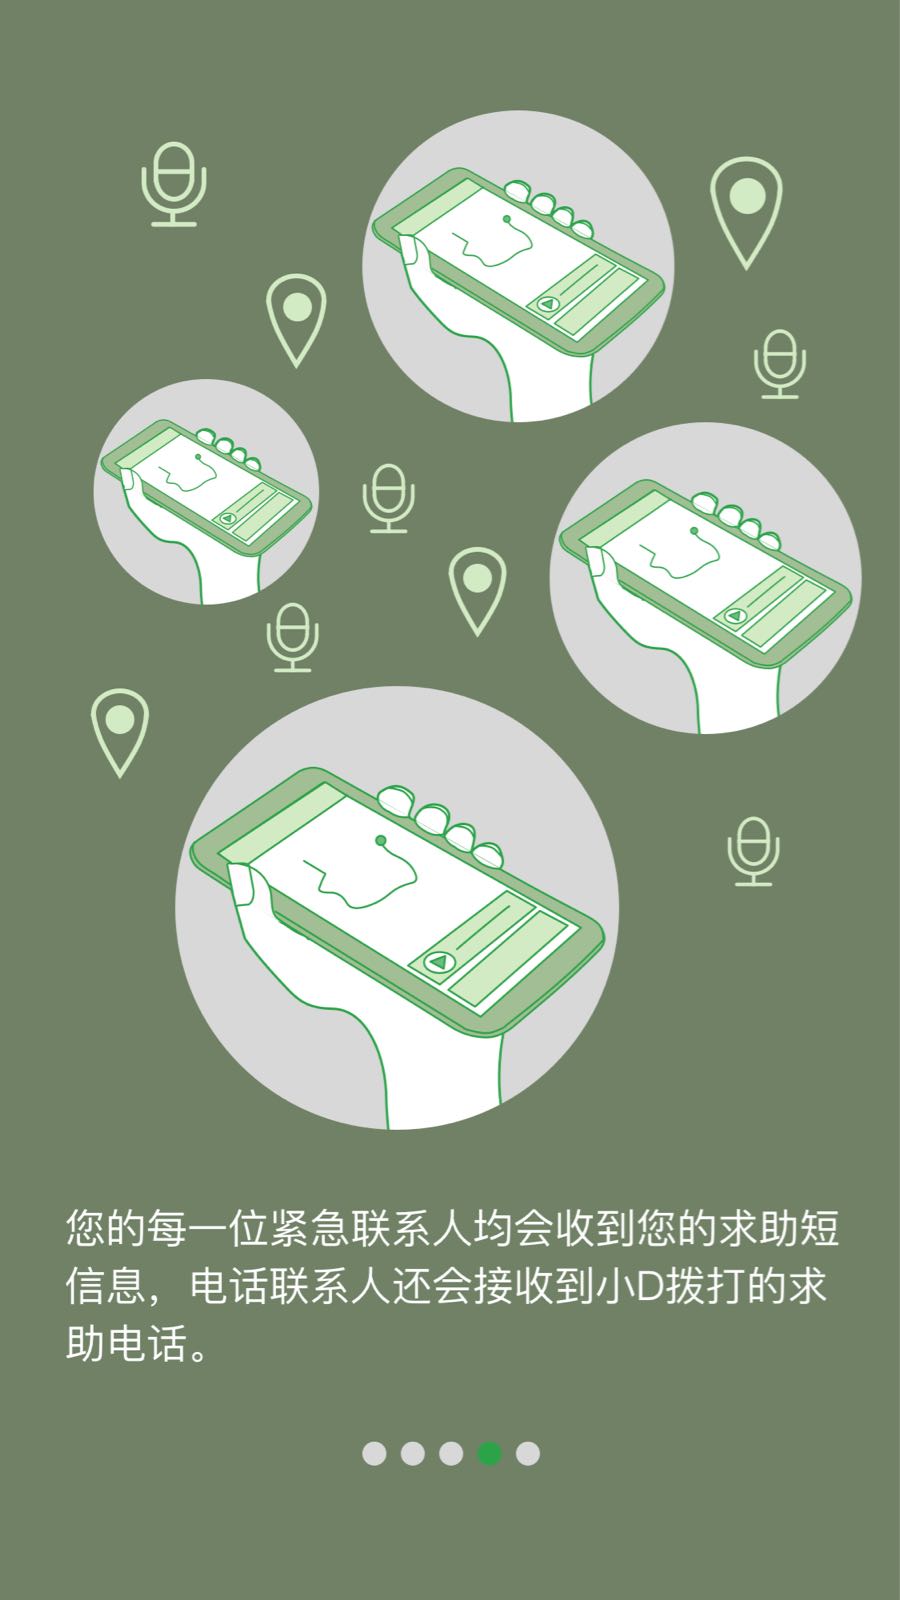 您的每一位紧急联系人均会收到您的求助短
信息，电话联系人还会接收到小D拨打的求
助电话。